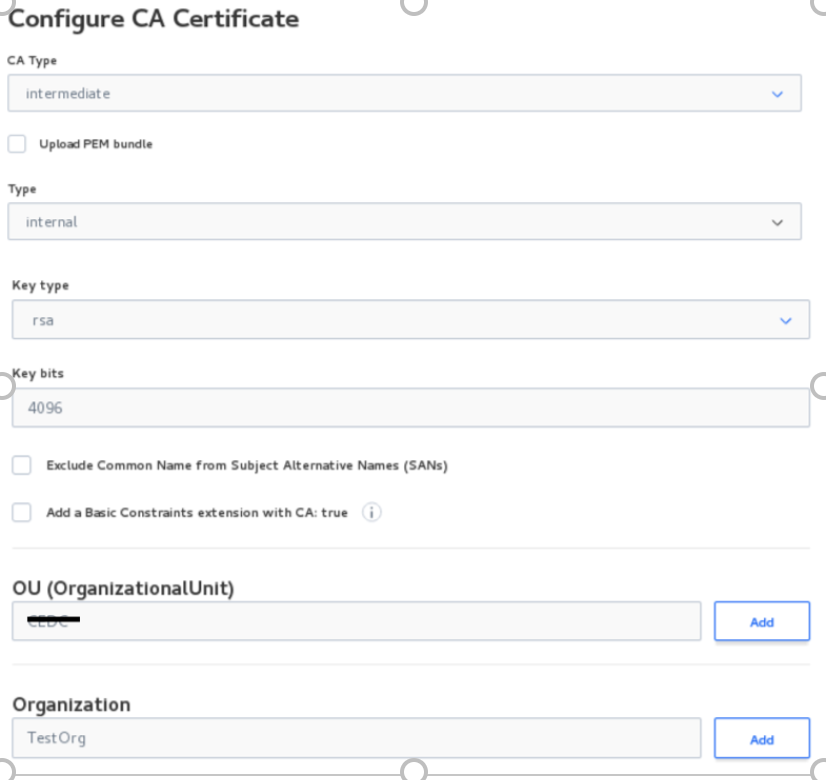 Configure CA Certificate
CA Type
intermediate
Upload PEM bundle
Type
internal
Key type
rsa
Key bits
4096
Exclude Common Name from Subject Alternative Names (SANs)
Add a Basic Constraints extension with CA: true
OU (OrganizationalUnit)
Add
Organization
TestOrg
Add